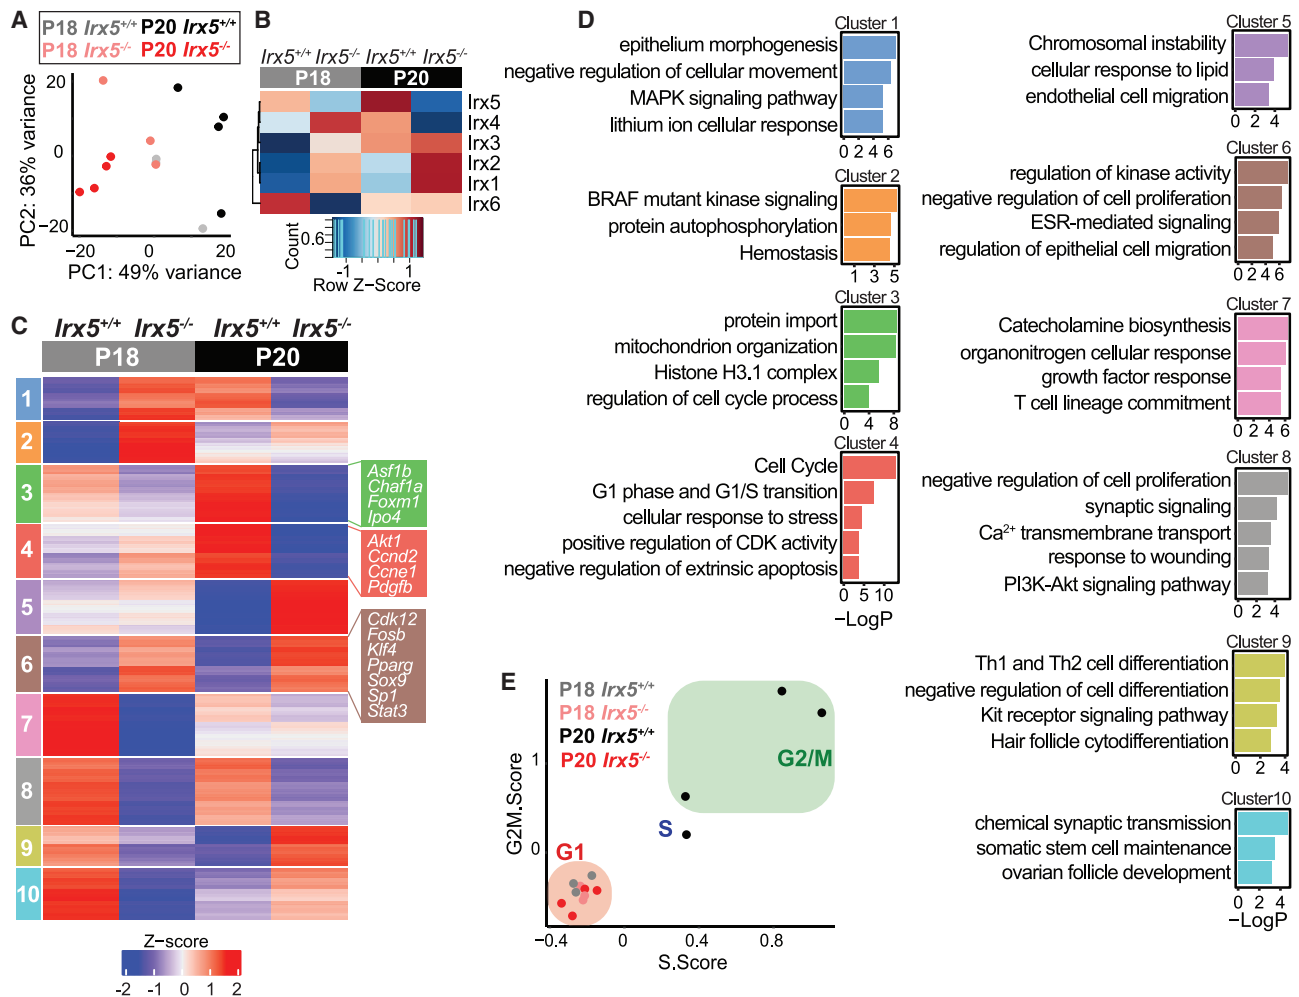 A
P18 Irx5+/+ P20 Irx5+/+
P18 Irx5-/- P20 Irx5-/-
20
0
−20
PC2: 36% variance
−20 0 20
PC1: 49% variance
B
Irx5+/+ Irx5-/- Irx5+/+ Irx5-/-
P18 P20
Irx5
Irx4
Irx3
Irx2
Irx1
Irx6
Count
0.6
-1 1
Row Z−Score
C
Irx5+/+ Irx5-/- Irx5+/+ Irx5-/-
P18 P20
1
2
3
4
5
6
7
8
9
10
Asf1b
Chaf1a
Foxm1
Ipo4
Akt1
Ccnd2
Ccne1
Pdgfb
Cdk12
Fosb
Klf4
Pparg
Sox9
Sp1
Stat3
Z−score
-2 -1 0 1 2
D
Cluster 1
epithelium morphogenesis
negative regulation of cellular movement
MAPK signaling pathway
lithium ion cellular response
0 2 4 6
Cluster 2
BRAF mutant kinase signaling
protein autophosphorylation
Hemostasis
1 3 5
Cluster 3
protein import
mitochondrion organization
Histone H3.1 complex
regulation of cell cycle process
0 4 8
Cluster 4
Cell Cycle
G1 phase and G1/S transition
cellular response to stress
positive regulation of CDK activity
negative regulation of extrinsic apoptosis
0 5 10
−LogP
Cluster 5
Chromosomal instability
cellular response to lipid
endothelial cell migration
0 2 4
Cluster 6
regulation of kinase activity
negative regulation of cell proliferation
ESR-mediated signaling
regulation of epithelial cell migration
0 2 4 6
Cluster 7
Catecholamine biosynthesis
organonitrogen cellular response
growth factor response
T cell lineage commitment
0 2 4 6
Cluster 8
negative regulation of cell proliferation
synaptic signaling
Ca2+ transmembrane transport
response to wounding
PI3K-Akt signaling pathway
0 2 4
Cluster 9
Th1 and Th2 cell differentiation
negative regulation of cell differentiation
Kit receptor signaling pathway
Hair follicle cytodifferentiation
0 2 4
Cluster10
chemical synaptic transmission
somatic stem cell maintenance
ovarian follicle development
0 2 4
−LogP
E
P18 Irx5+/+
P18 Irx5-/-
P20 Irx5+/+
P20 Irx5-/-
G2/M
S
G1
G2M.Score
1
0
−0.4 0 0.4 0.8
S.Score